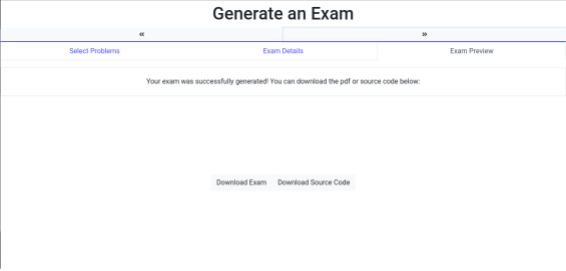 Generate an Exam
« »
Select Problems Exam Details Exam Preview
Your exam was successfully generated! You can download the pdf or source code below:
Download Exam Download Source Code